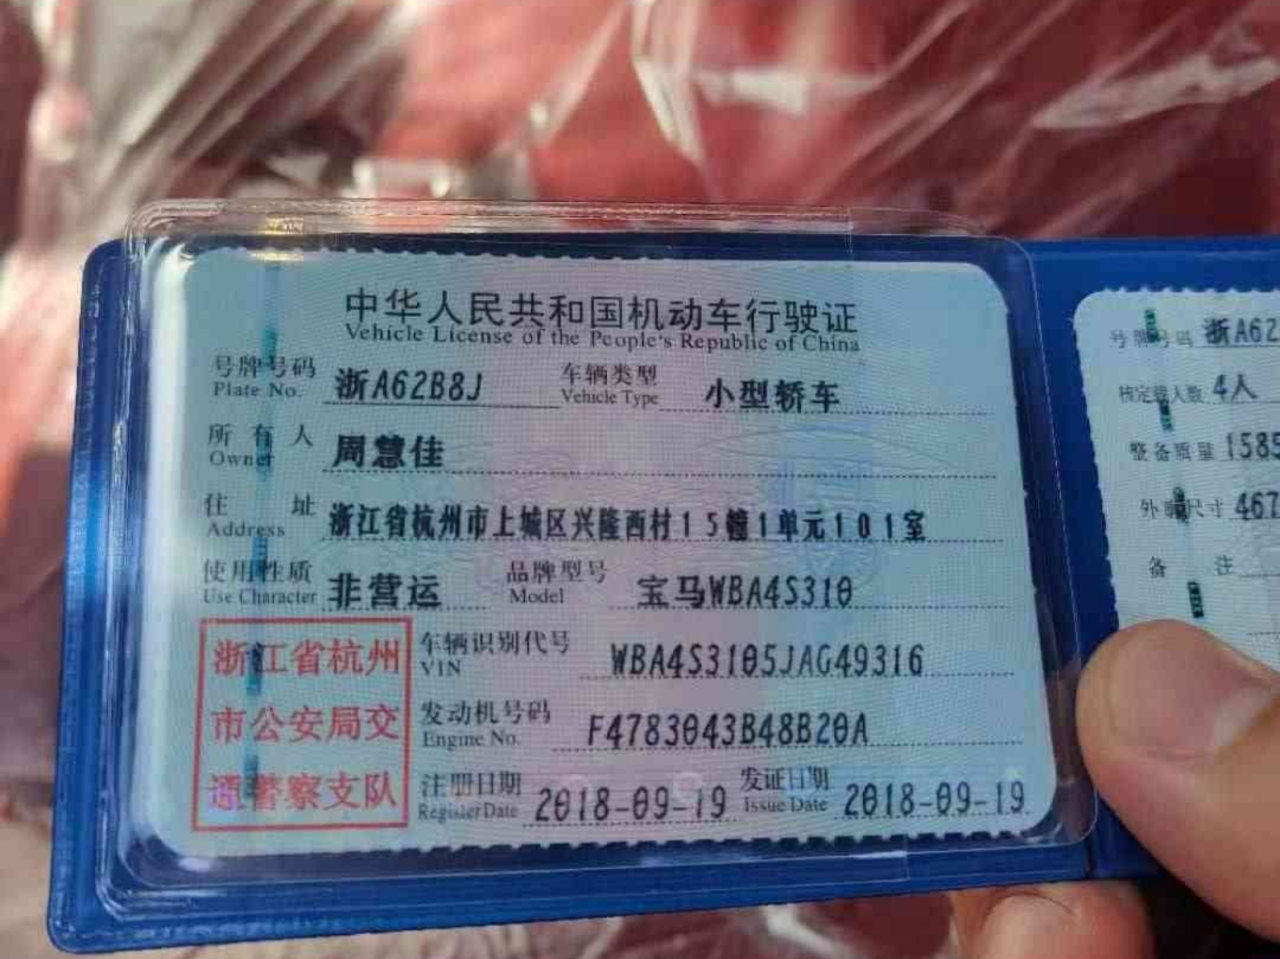 中华人民共和国机动车行驶证
Vehicle License of the People's Republic of China
号牌号码 浙A62B8J 车辆类型 小型轿车
Plate No. Vehicle Type
所有人 周慧佳
Owner
住址 浙江省杭州市上城区兴隆西村15幢1单元101室
Address
使用性质 非营运 品牌型号 宝马WBA4S310
Use Character Model
浙江省杭州
市公安局交
通警察支队
车辆识别代号 WBA4S3105JAG49316
VIN
发动机号码 F4783043B48B20A
Engine No.
注册日期 2018-09-19 发证日期 2018-09-19
Register Date Issue Date
号牌号码 浙A62
核定载人数 4人
整备质量 1585
外廓尺寸 467
备注